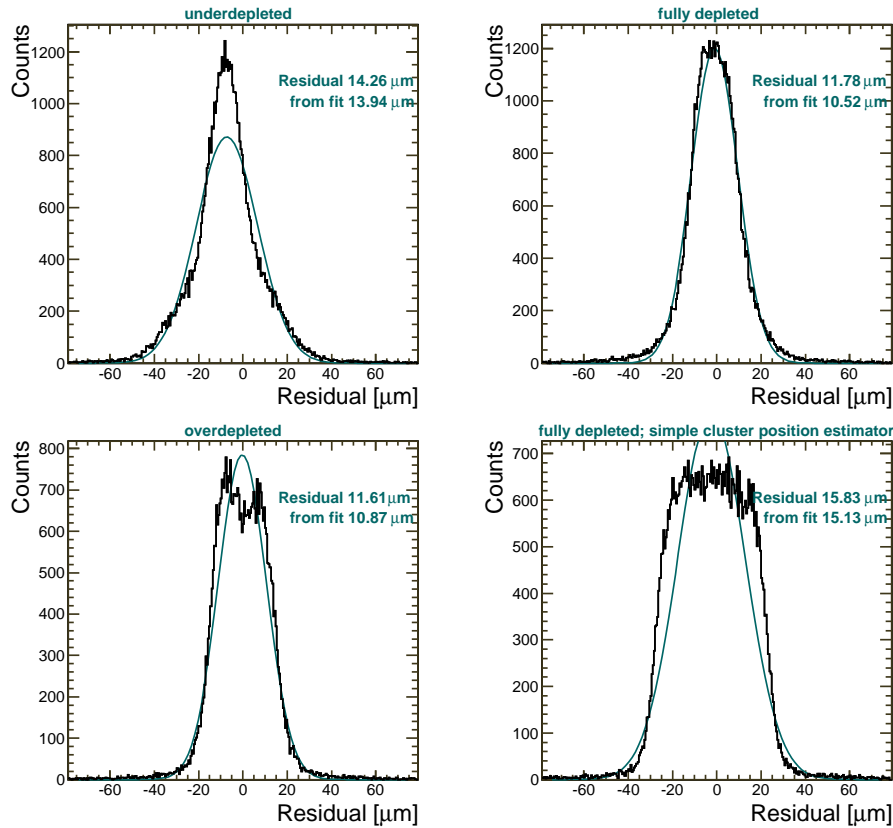 underdepleted
Counts
1200
1000
800
600
400
200
0
Residual 14.26 μm
from fit 13.94 μm
-60 -40 -20 0 20 40 60
Residual [μm]
fully depleted
Counts
1200
1000
800
600
400
200
0
Residual 11.78 μm
from fit 10.52 μm
-60 -40 -20 0 20 40 60
Residual [μm]
overdepleted
Counts
800
700
600
500
400
300
200
100
0
Residual 11.61 μm
from fit 10.87 μm
-60 -40 -20 0 20 40 60
Residual [μm]
fully depleted; simple cluster position estimator
Counts
700
600
500
400
300
200
100
0
Residual 15.83 μm
from fit 15.13 μm
-60 -40 -20 0 20 40 60
Residual [μm]